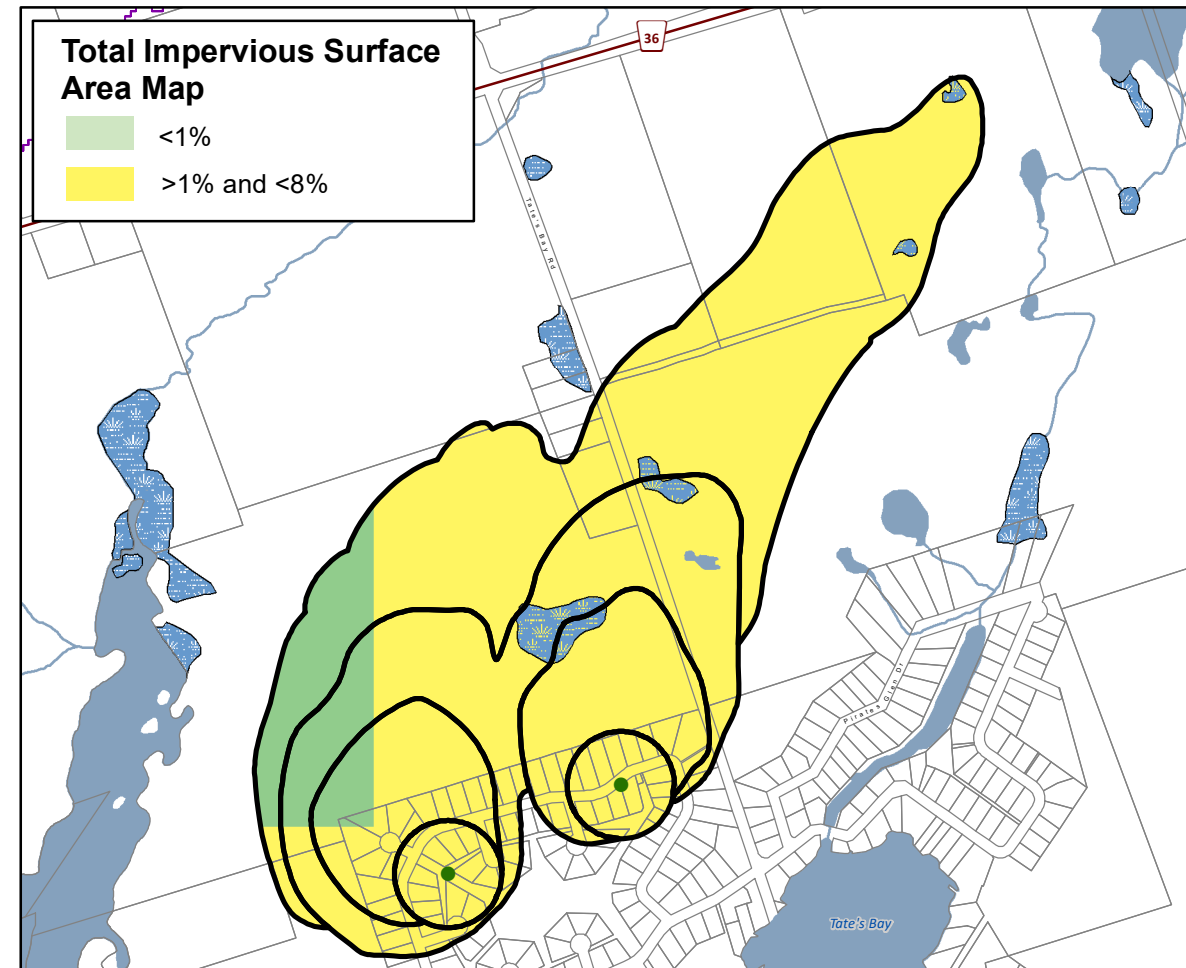 Total Impervious Surface
Area Map
<1%
>1% and <8%
36
Tate's Bay Rd
Pirates Glen Dr
Tate's Bay